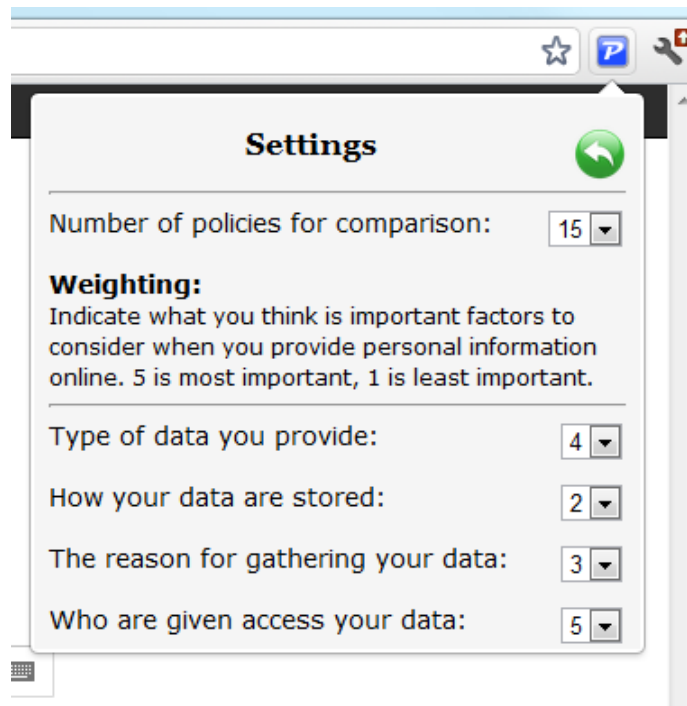 P
Settings
Number of policies for comparison: 15
Weighting:
Indicate what you think is important factors to
consider when you provide personal information
online. 5 is most important, 1 is least important.
Type of data you provide: 4
How your data are stored: 2
The reason for gathering your data: 3
Who are given access your data: 5